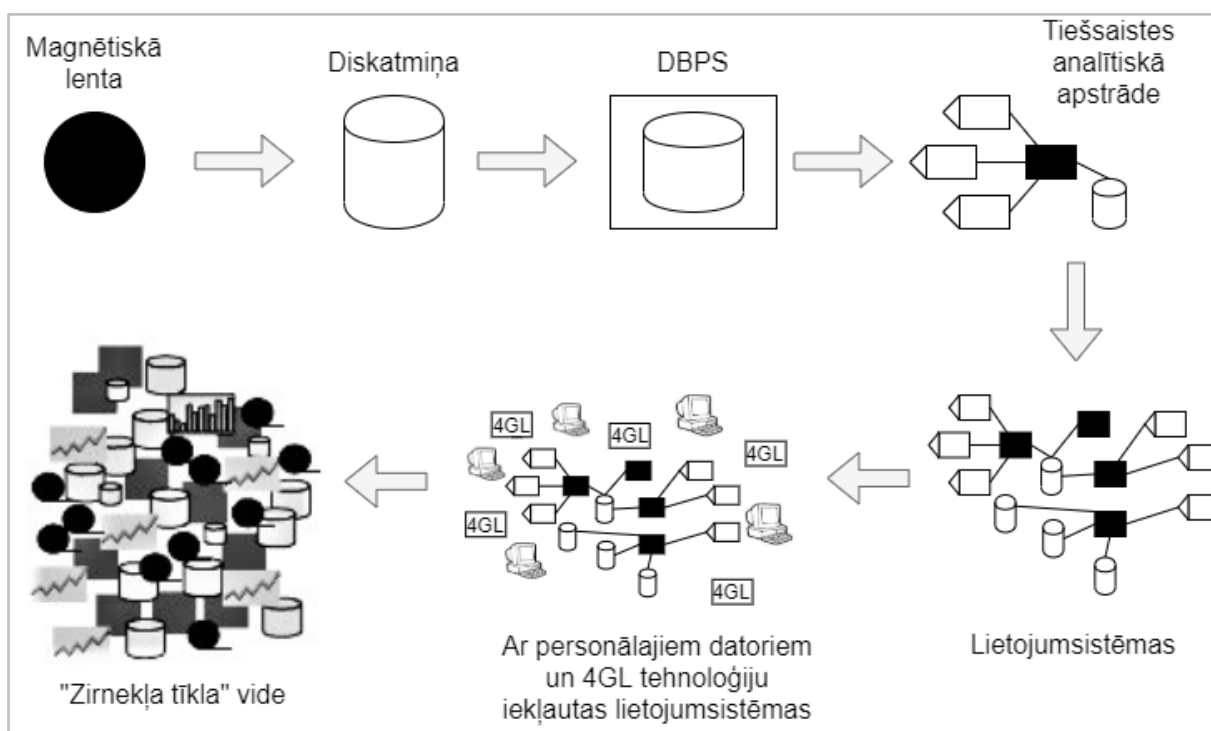 Magnētiskā
lenta
Diskatmiņa
DBPS
Tiešsaistes
analītiskā
apstrāde
4GL
4GL
4GL
4GL
4GL
"Zirnekļa tīkla" vide
Ar personālajiem datoriem
un 4GL tehnoloģiju
iekļautas lietojumsistēmas
Lietojumsistēmas